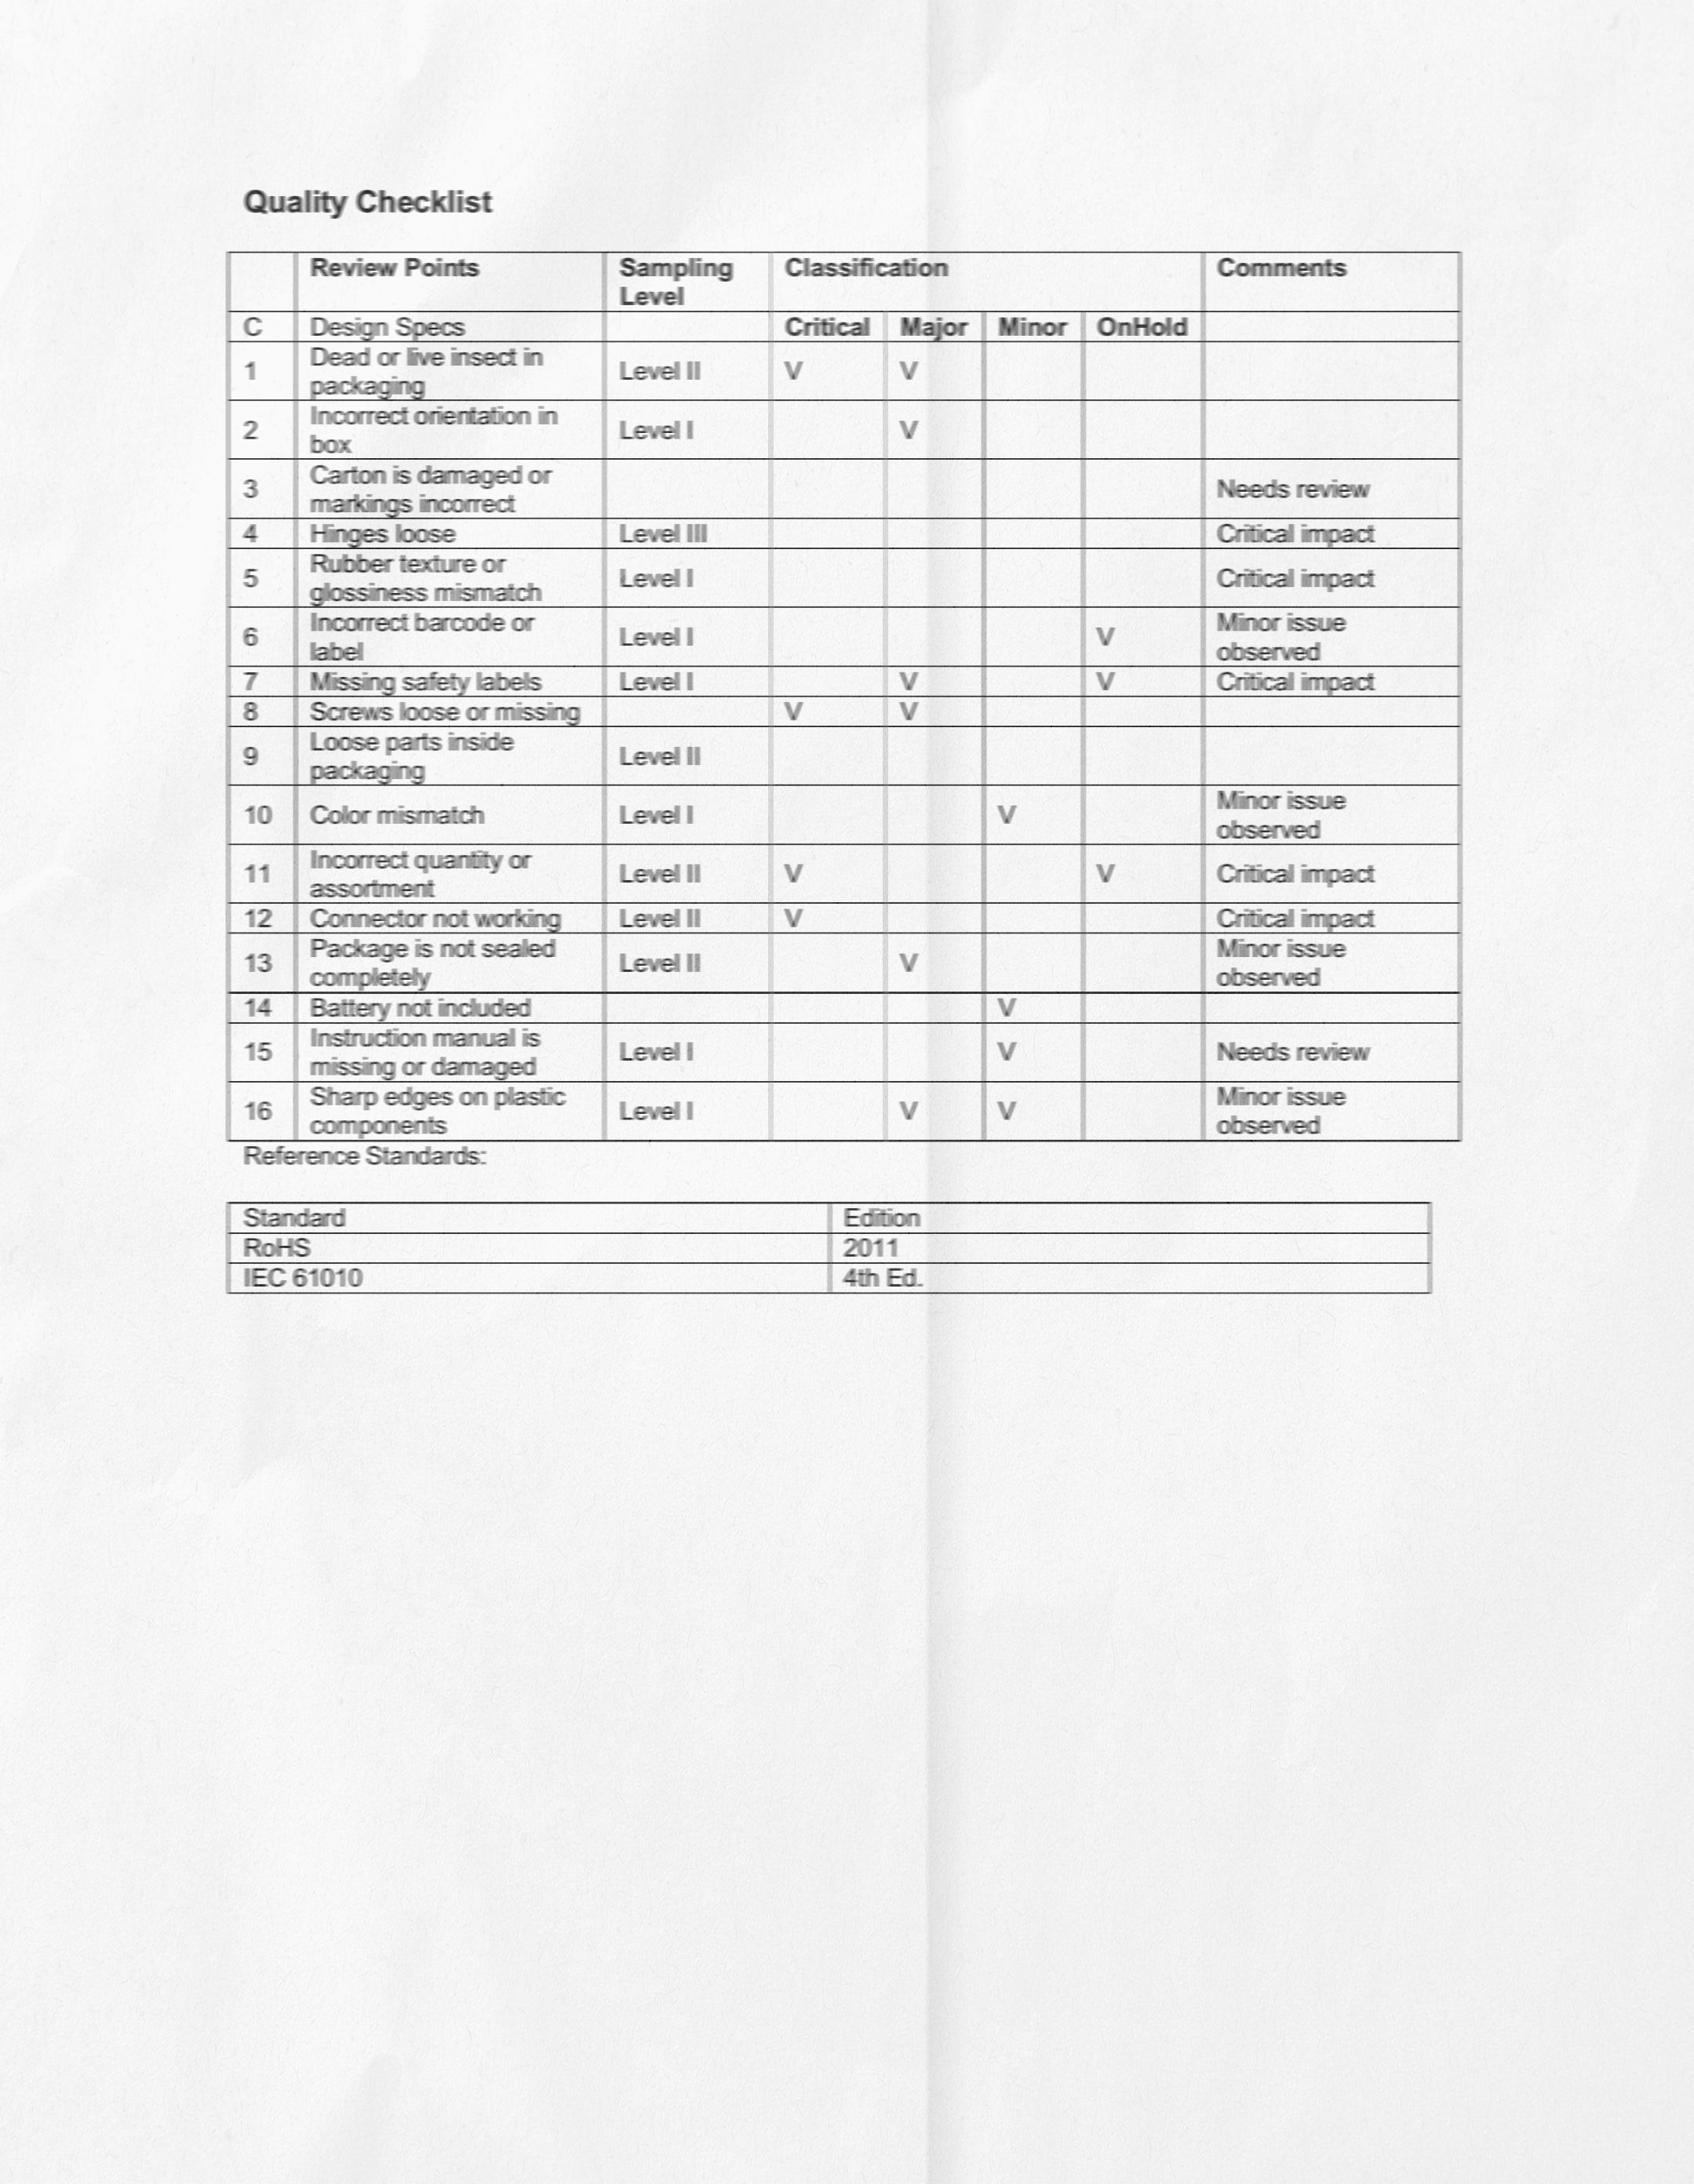 Quality Checklist
Review Points Sampling Level Classification Comments
C Design Specs Critical Major Minor OnHold
1 Dead or live insect in packaging Level II V V
2 Incorrect orientation in box Level I V
3 Carton is damaged or markings incorrect Needs review
4 Hinges loose Level III Critical impact
5 Rubber texture or glossiness mismatch Level I Critical impact
6 Incorrect barcode or label Level I V Minor issue observed
7 Missing safety labels Level I V V Critical impact
8 Screws loose or missing V V
9 Loose parts inside packaging Level II
10 Color mismatch Level I V Minor issue observed
11 Incorrect quantity or assortment Level II V V Critical impact
12 Connector not working Level II V Critical impact
13 Package is not sealed completely Level II V Minor issue observed
14 Battery not included V
15 Instruction manual is missing or damaged Level I V Needs review
16 Sharp edges on plastic components Level I V V Minor issue observed
Reference Standards:
Standard Edition
RoHS 2011
IEC 61010 4th Ed.